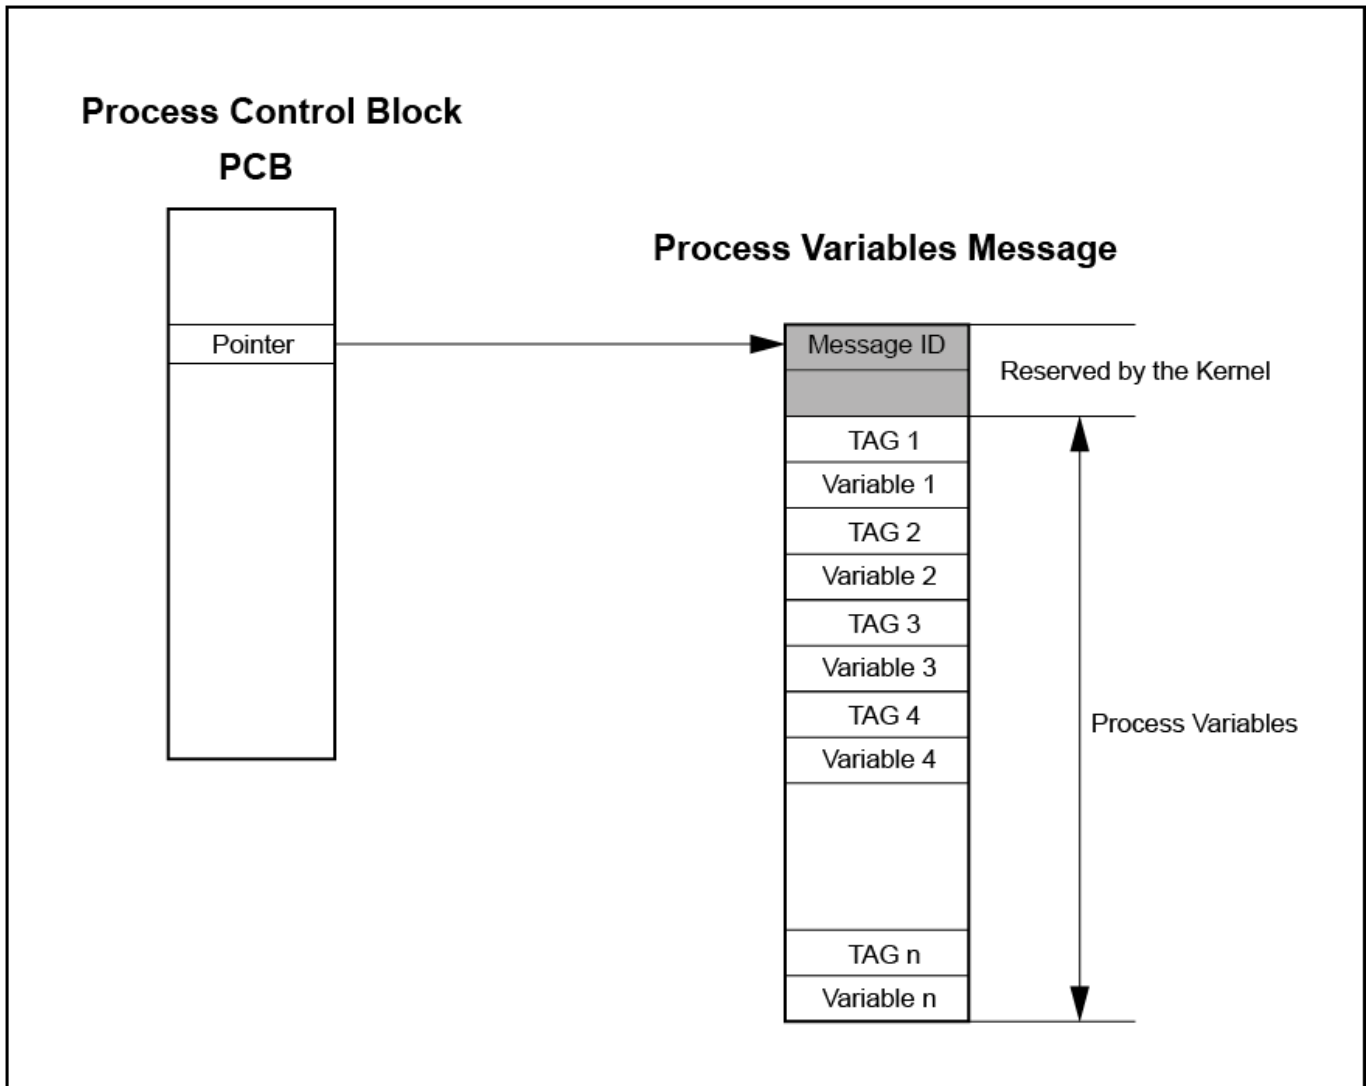 Process Control Block
PCB
Pointer
Process Variables Message
Message ID
Reserved by the Kernel
TAG 1
Variable 1
TAG 2
Variable 2
TAG 3
Variable 3
TAG 4
Variable 4
Process Variables
TAG n
Variable n